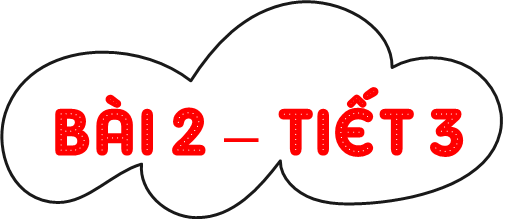 BÀI 2 – TIẾT 3